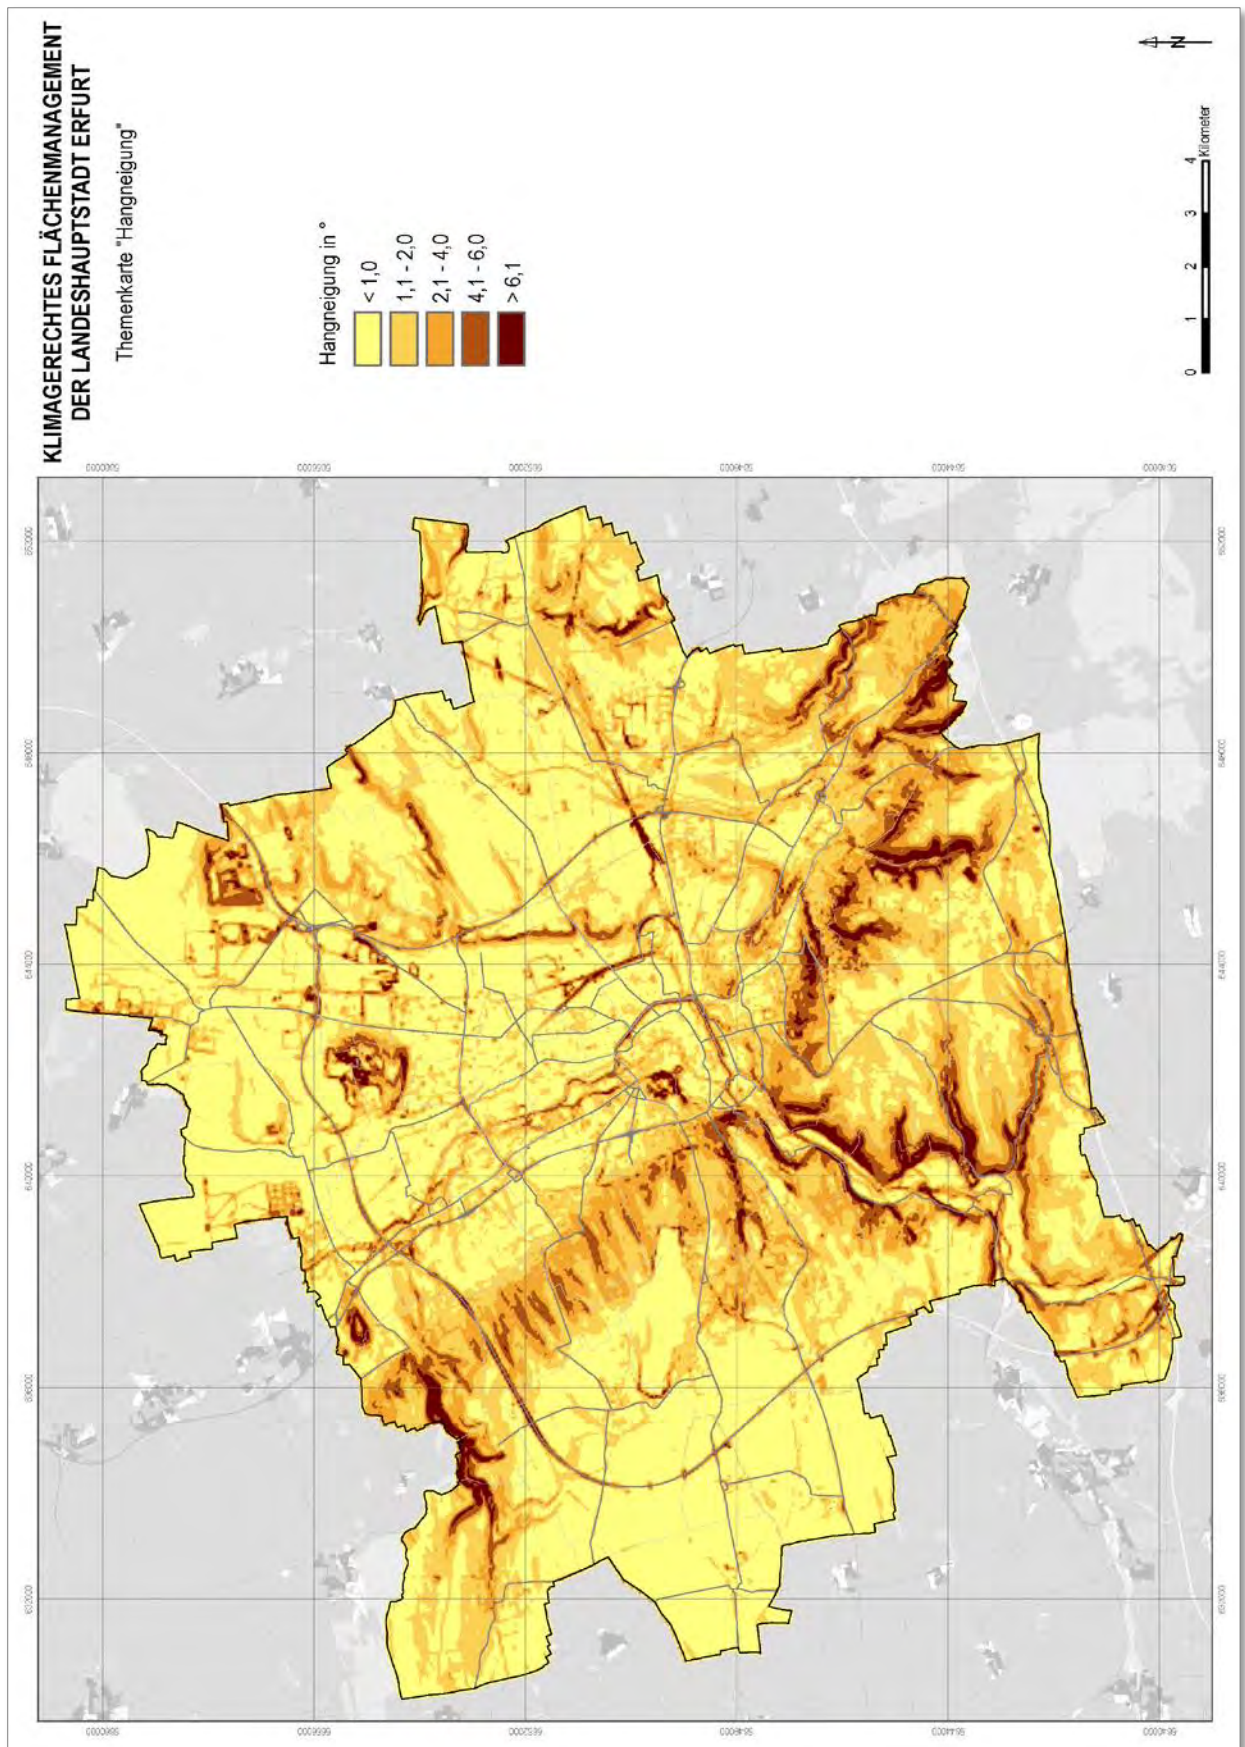 KLIMAGERECHTES FLÄCHENMANAGEMENT
DER LANDESHAUPTSTADT ERFURT
Themenkarte "Hangneigung"
Hangneigung in °
< 1,0
1,1 - 2,0
2,1 - 4,0
4,1 - 6,0
> 6,1
N
0 1 2 3 4
Kilometer